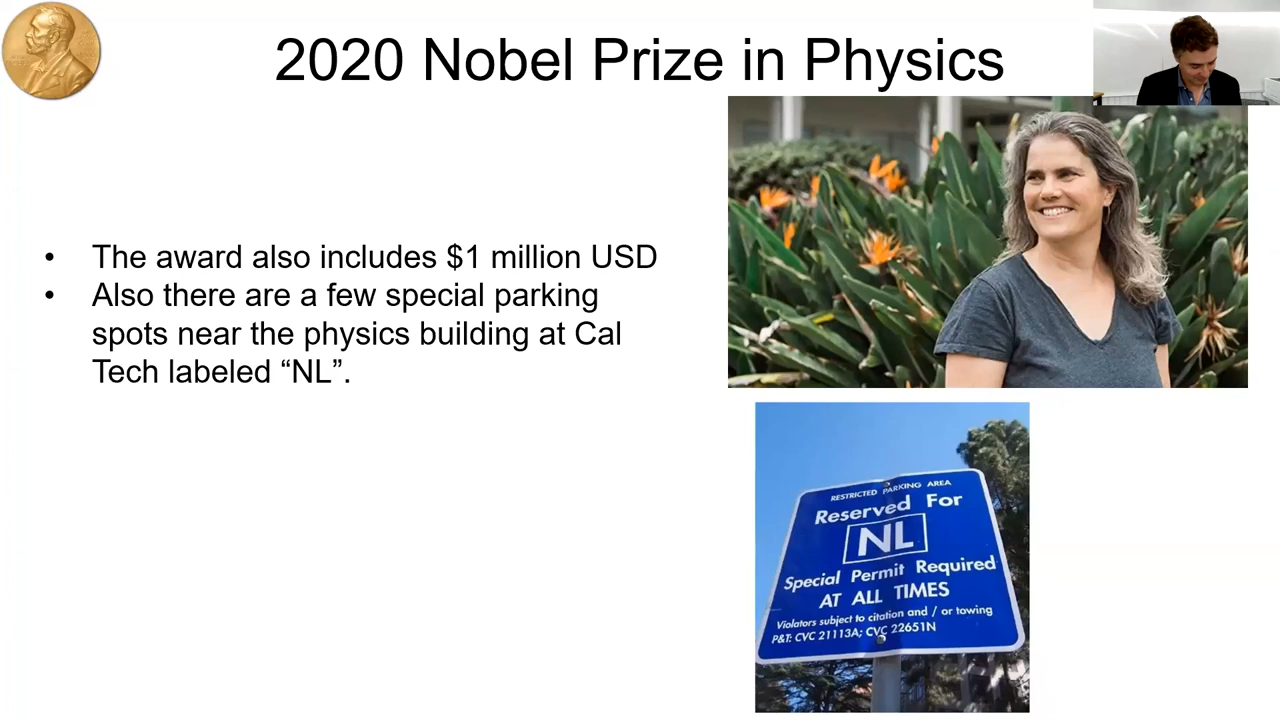 2020 Nobel Prize in Physics
• The award also includes $1 million USD
• Also there are a few special parking
spots near the physics building at Cal
Tech labeled “NL”.
RESTRICTED PARKING AREA
Reserved For
NL
Special Permit Required
AT ALL TIMES
Violators subject to citation and / or towing
P&T: CVC 21113A; CVC 22651N